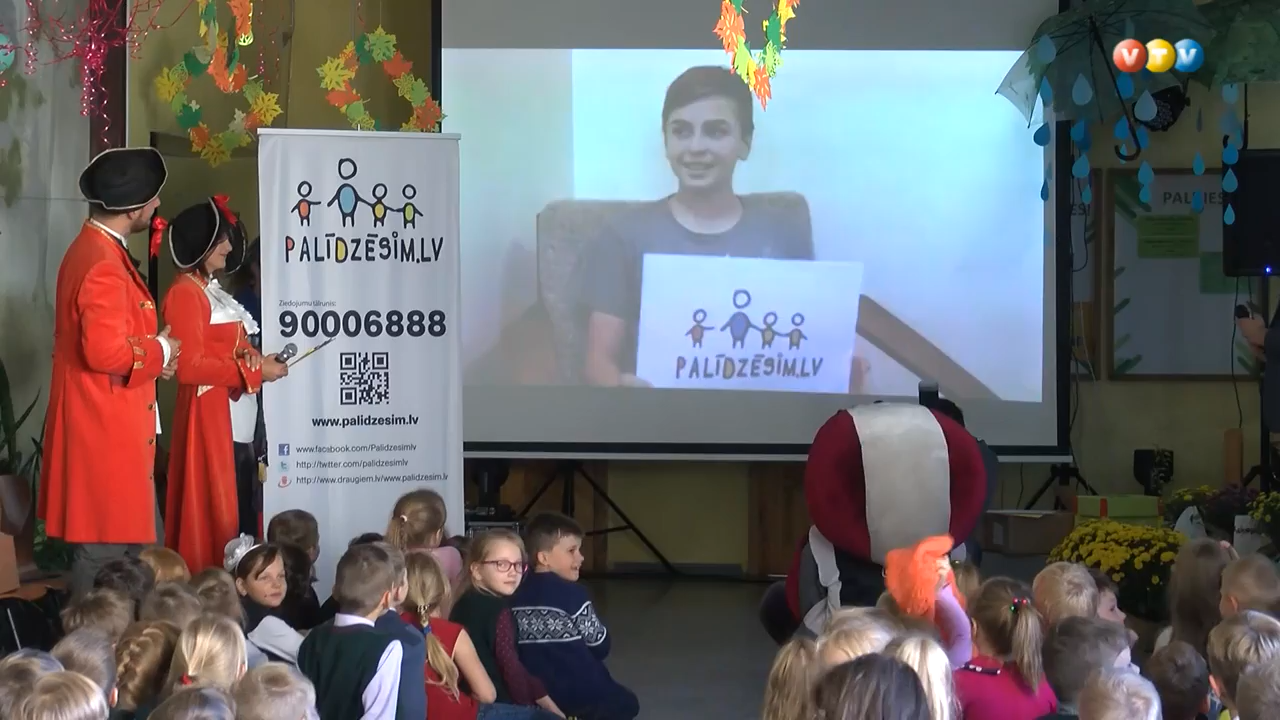 VTV
PALĪDZĒSIM.LV
Ziedojumu tālrunis:
90006888
www.palidzesim.lv
www.facebook.com/Palidzesimlv
http://twitter.com/palidzesimlv
http://www.draugiem.lv/www.palidzesim.lv
PALĪDZĒSIM.LV